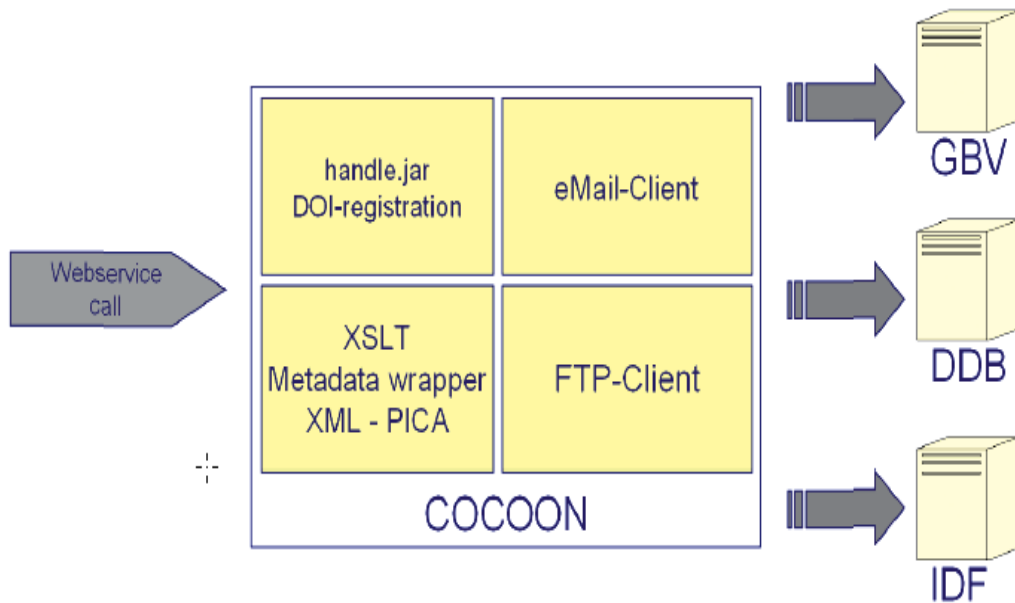 Webservice
call
handle.jar
DOI-registration
eMail-Client
XSLT
Metadata wrapper
XML - PICA
FTP-Client
COCOON
GBV
DDB
IDF